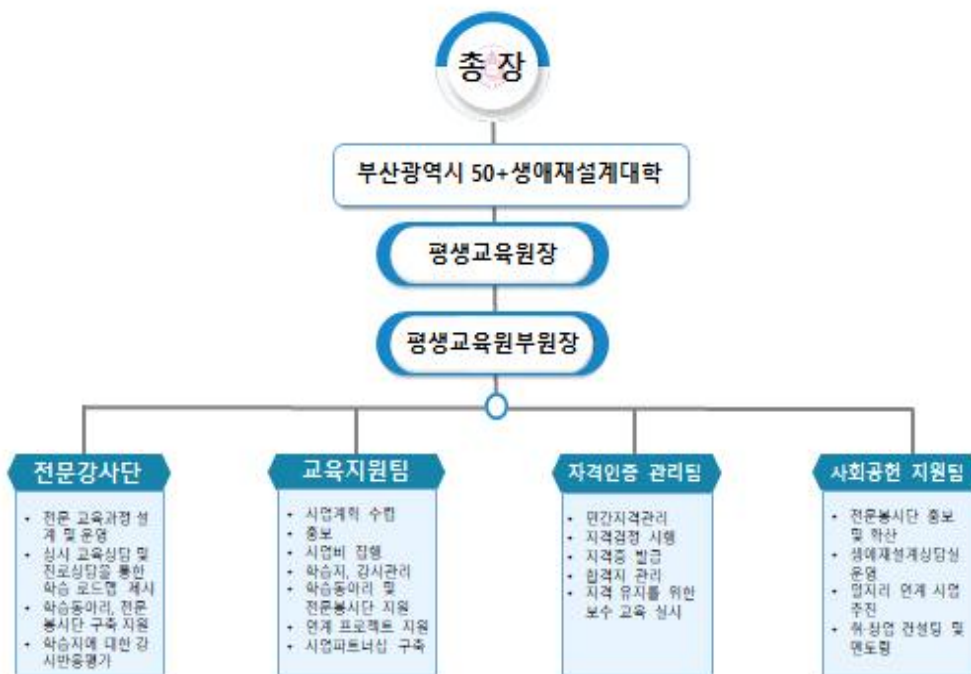 총 장
부산광역시 50+생애재설계대학
평생교육원장
평생교육원부원장
전문강사단
• 전문 교육과정 설
계 및 운영
• 상시 교육상담 및
진로상담을 통한
학습 로드맵 제시
• 학습동아리, 전문
봉사단 구축 지원
• 학습자에 대한 강
사반응평가
교육지원팀
• 사업계획 수립
• 홍보
• 사업비 집행
• 학습자, 강사관리
• 학습동아리 및
전문봉사단 지원
• 연계 프로젝트 지원
• 사업파트너십 구축
자격인증 관리팀
• 민간자격관리
• 자격검정 시행
• 자격증 발급
• 합격자 관리
• 자격 유지를 위한
보수 교육 실시
사회공헌 지원팀
• 전문봉사단 홍보
및 확산
• 생애재설계상담실
운영
• 일자리 연계 사업
추진
• 취·창업 컨설팅 및
멘토링